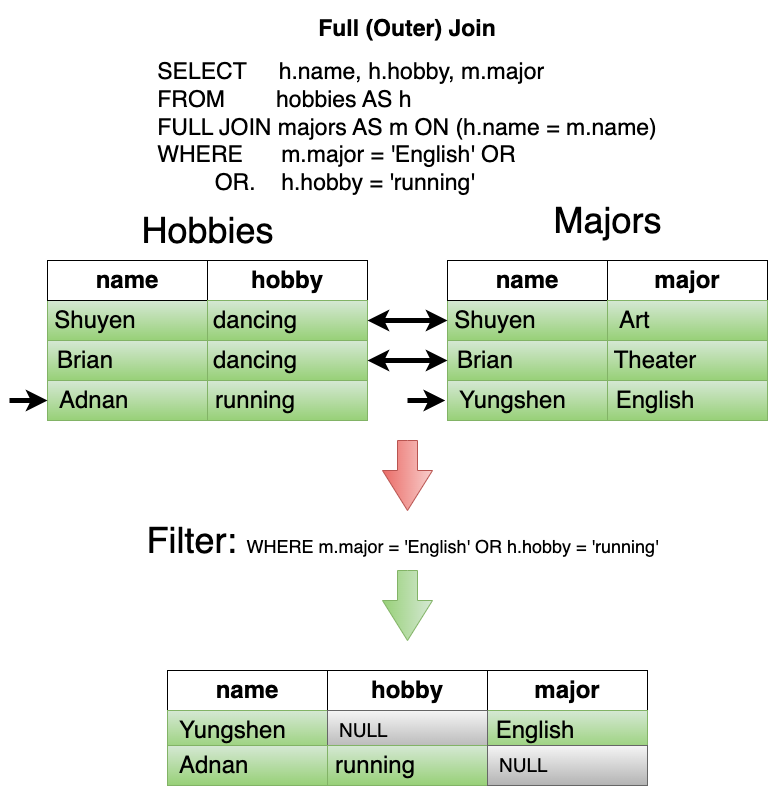 Full (Outer) Join
SELECT h.name, h.hobby, m.major
FROM hobbies AS h
FULL JOIN majors AS m ON (h.name = m.name)
WHERE m.major = 'English' OR
OR. h.hobby = 'running'
Hobbies
name hobby
Shuyen dancing
Brian dancing
Adnan running
Majors
name major
Shuyen Art
Brian Theater
Yungshen English
Filter: WHERE m.major = 'English' OR h.hobby = 'running'
name hobby major
Yungshen NULL English
Adnan running NULL